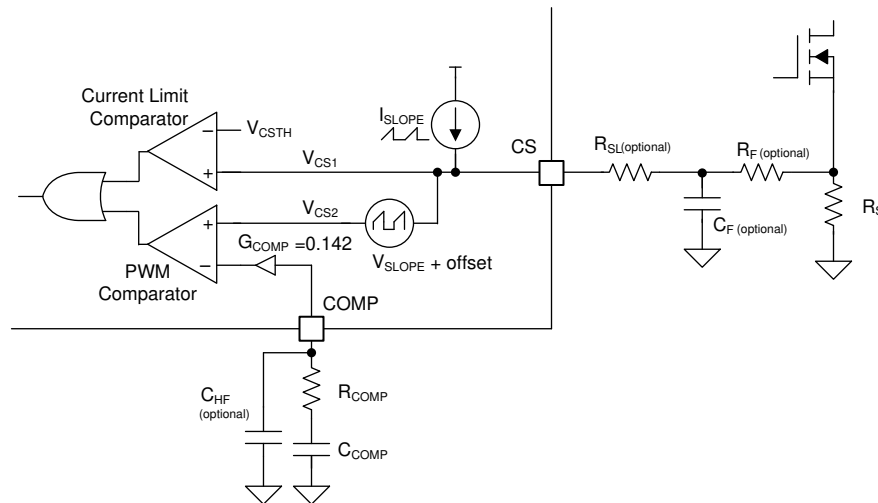 Current Limit
Comparator
V_CSTH
V_CS1
I_SLOPE
CS
R_SL(optional)
R_F (optional)
C_F (optional)
V_CS2
G_COMP =0.142
V_SLOPE + offset
PWM
Comparator
COMP
C_HF
(optional)
R_COMP
C_COMP